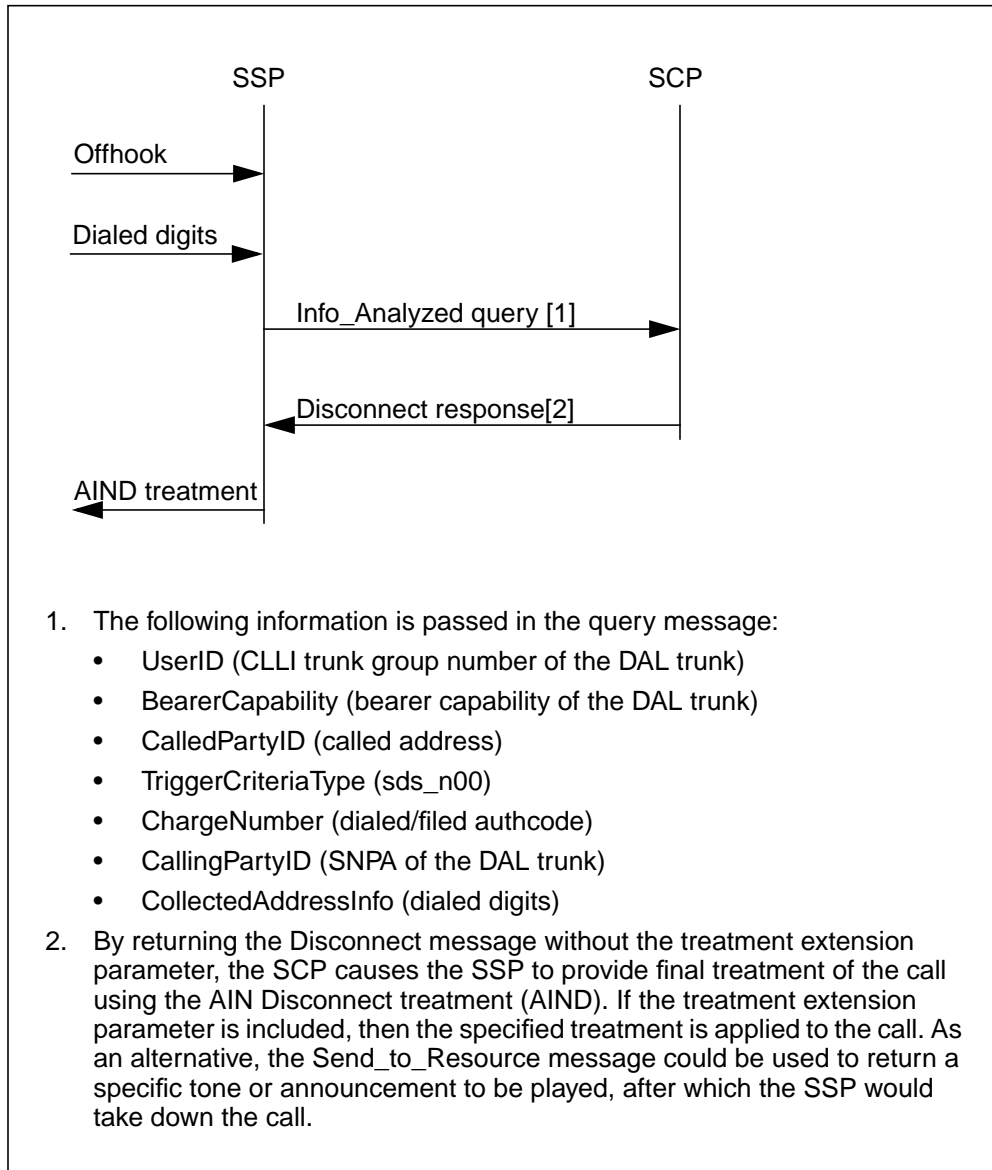 SSP SCP
Offhook
Dialed digits
Info_Analyzed query [1]
Disconnect response[2]
AIND treatment
1. The following information is passed in the query message:
• UserID (CLLI trunk group number of the DAL trunk)
• BearerCapability (bearer capability of the DAL trunk)
• CalledPartyID (called address)
• TriggerCriteriaType (sds_n00)
• ChargeNumber (dialed/filed authcode)
• CallingPartyID (SNPA of the DAL trunk)
• CollectedAddressInfo (dialed digits)
2. By returning the Disconnect message without the treatment extension
parameter, the SCP causes the SSP to provide final treatment of the call
using the AIN Disconnect treatment (AIND). If the treatment extension
parameter is included, then the specified treatment is applied to the call. As
an alternative, the Send_to_Resource message could be used to return a
specific tone or announcement to be played, after which the SSP would
take down the call.